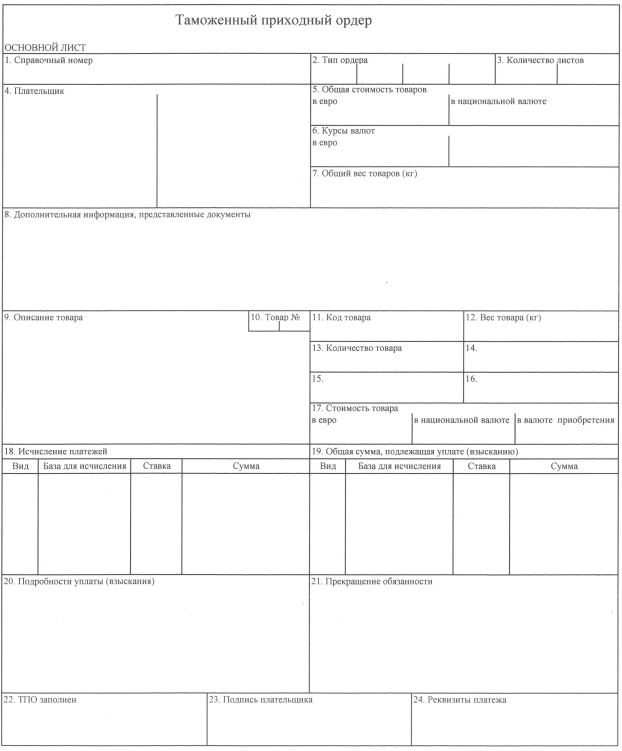 Таможенный приходный ордер
ОСНОВНОЙ ЛИСТ
1. Справочный номер
2. Тип ордера
3. Количество листов
4. Плательщик
5. Общая стоимость товаров
в евро
в национальной валюте
6. Курсы валют
в евро
7. Общий вес товаров (кг)
8. Дополнительная информация, представленные документы
9. Описание товара
10. Товар №
11. Код товара
12. Вес товара (кг)
13. Количество товара
14.
15.
16.
17. Стоимость товара
в евро
в национальной валюте
в валюте приобретения
18. Исчисление платежей
19. Общая сумма, подлежащая уплате (взысканию)
Вид
База для исчисления
Ставка
Сумма
Вид
База для исчисления
Ставка
Сумма
20. Подробности уплаты (взыскания)
21. Прекращение обязанности
22. ТПО заполнен
23. Подпись плательщика
24. Реквизиты платежа